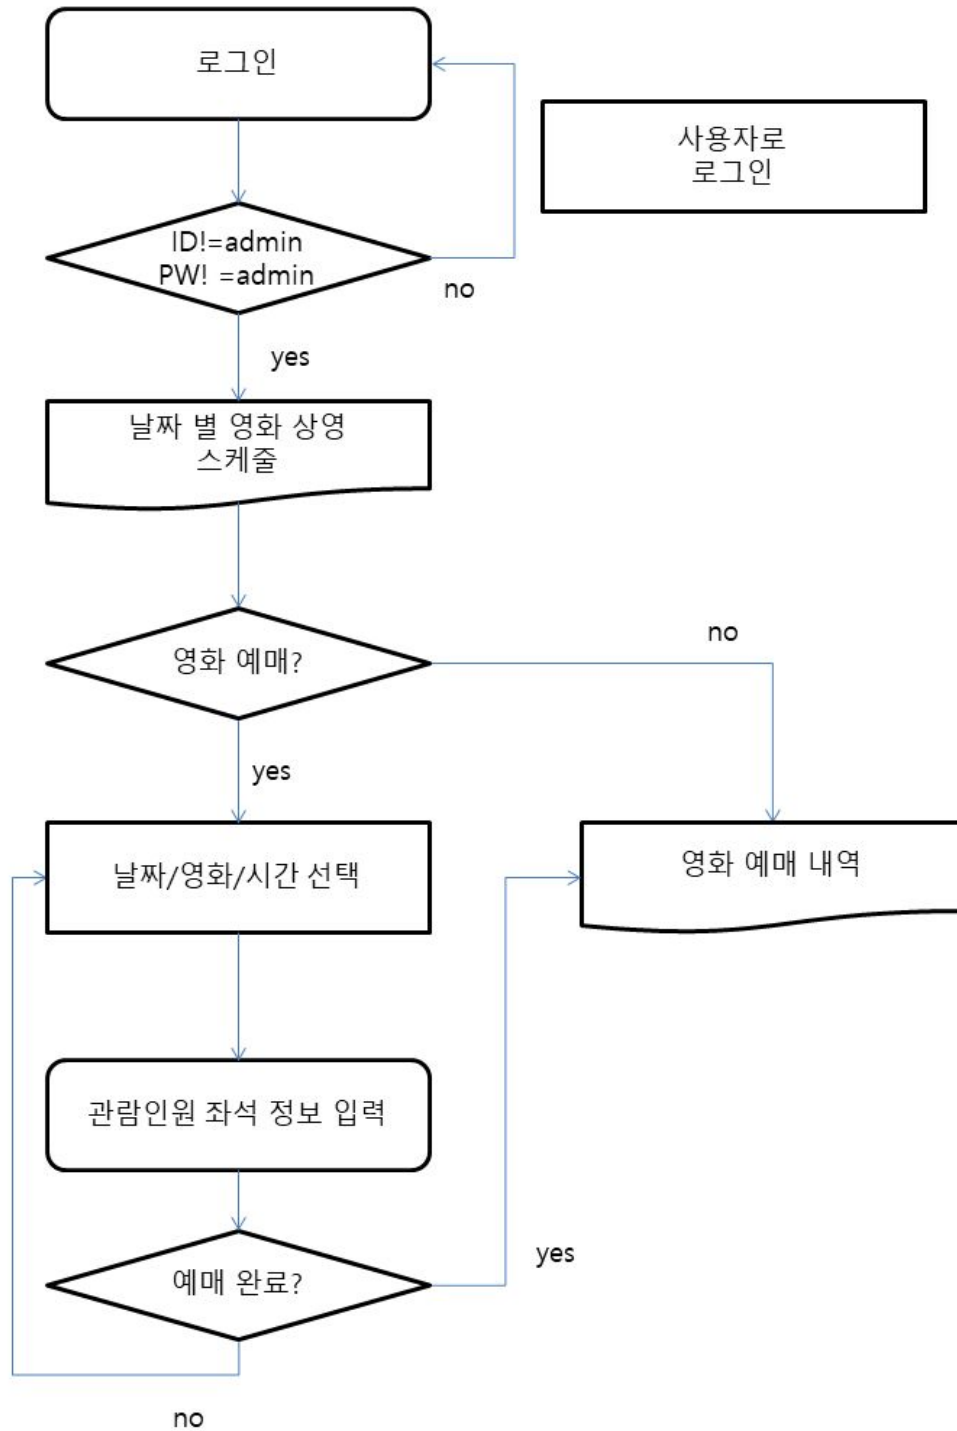 로그인
사용자로
로그인
ID!=admin
PW! =admin
no
yes
날짜 별 영화 상영
스케줄
영화 예매?
no
yes
날짜/영화/시간 선택
영화 예매 내역
관람인원 좌석 정보 입력
예매 완료?
yes
no